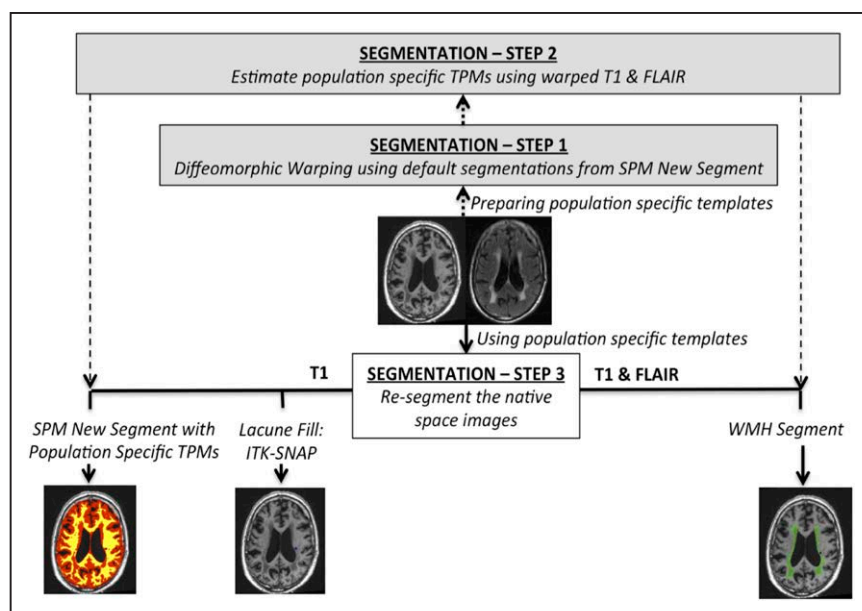 SEGMENTATION – STEP 2
Estimate population specific TPMs using warped T1 & FLAIR
SEGMENTATION – STEP 1
Diffeomorphic Warping using default segmentations from SPM New Segment
Preparing population specific templates
Using population specific templates
T1
SEGMENTATION – STEP 3
T1 & FLAIR
Re-segment the native
space images
SPM New Segment with
Population Specific TPMs
Lacune Fill:
ITK-SNAP
WMH Segment